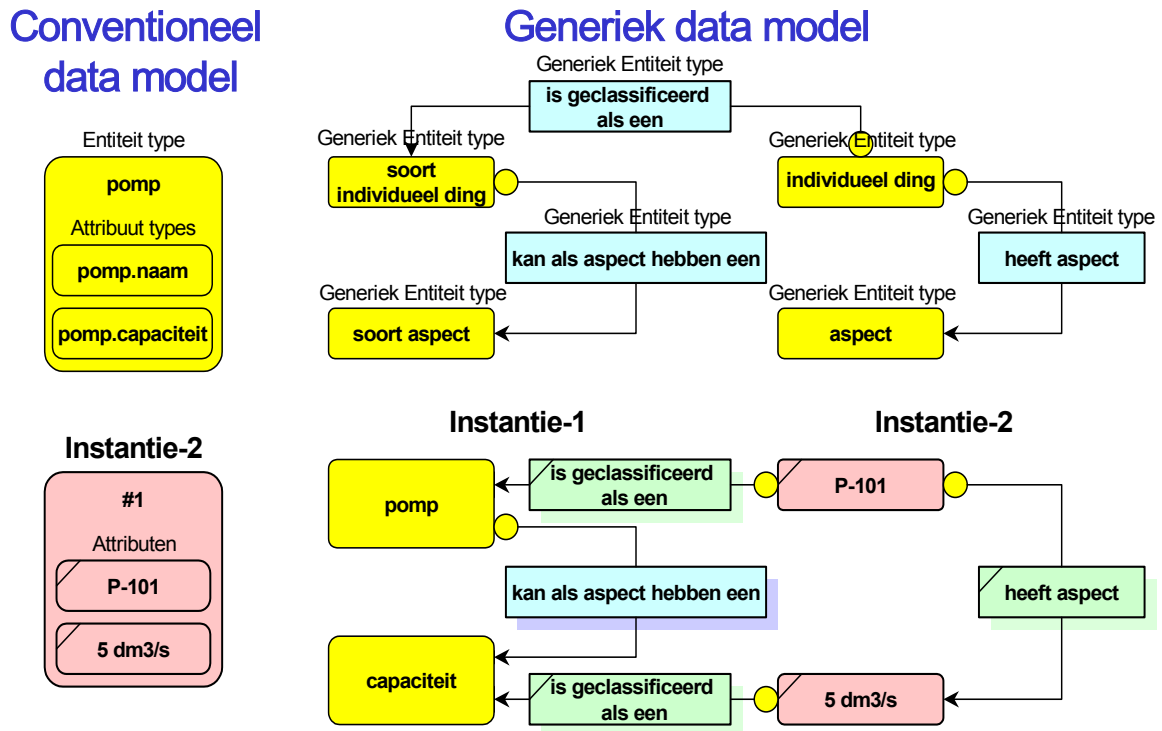 Conventioneel
data model
Entiteit type
pomp
Attribuut types
pomp.naam
pomp.capaciteit
Instantie-2
#1
Attributen
P-101
5 dm3/s
Generiek data model
Generiek Entiteit type
is geclassificeerd
als een
Generiek Entiteit type
soort
individueel ding
Generiek Entiteit type
individueel ding
Generiek Entiteit type
kan als aspect hebben een
Generiek Entiteit type
heeft aspect
Generiek Entiteit type
soort aspect
Generiek Entiteit type
aspect
Instantie-1
Instantie-2
pomp
is geclassificeerd
als een
P-101
kan als aspect hebben een
heeft aspect
capaciteit
is geclassificeerd
als een
5 dm3/s